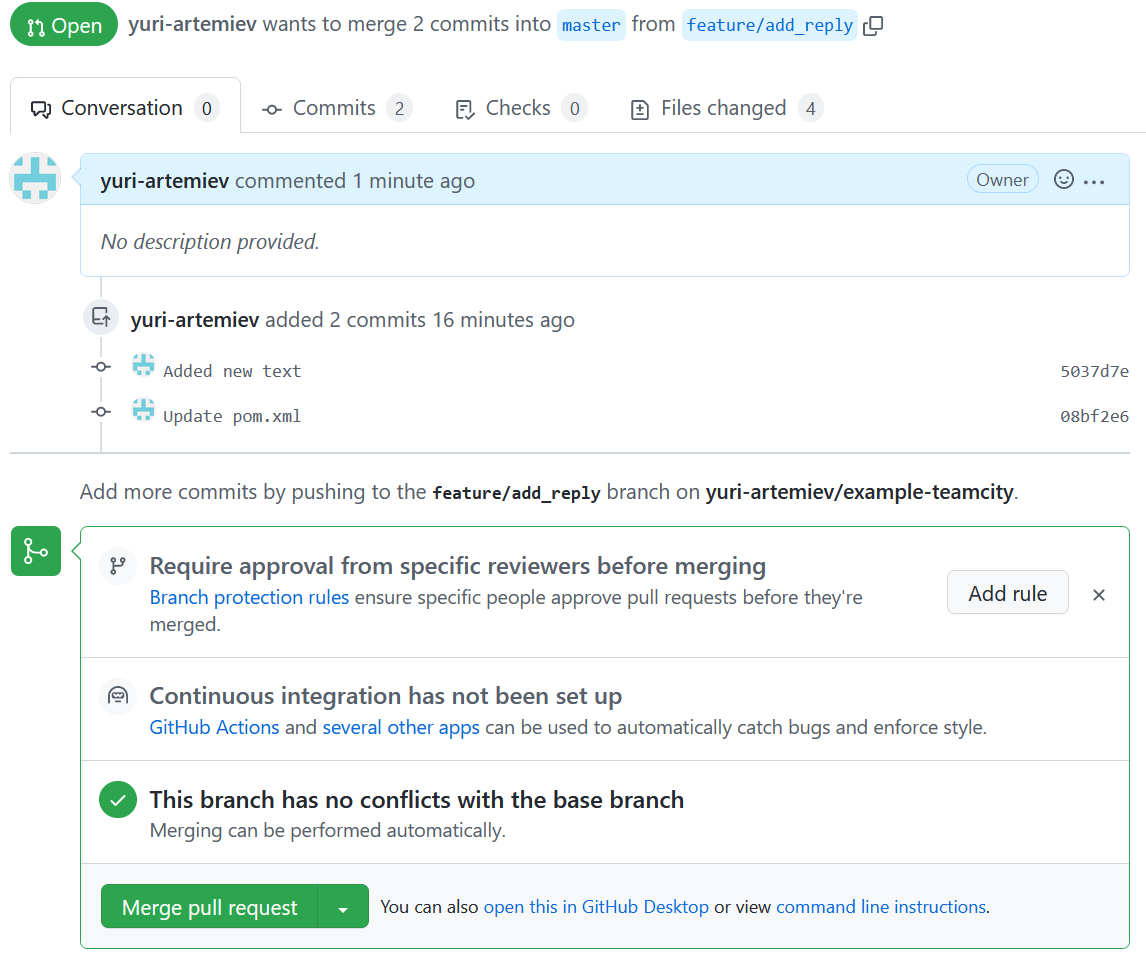 Open yuri-artemiev wants to merge 2 commits into master from feature/add_reply
Conversation 0 Commits 2 Checks 0 Files changed 4
yuri-artemiev commented 1 minute ago Owner
No description provided.
yuri-artemiev added 2 commits 16 minutes ago
Added new text 5037d7e
Update pom.xml 08bf2e6
Add more commits by pushing to the feature/add_reply branch on yuri-artemiev/example-teamcity.
Require approval from specific reviewers before merging
Branch protection rules ensure specific people approve pull requests before they're
merged.
Add rule
Continuous integration has not been set up
GitHub Actions and several other apps can be used to automatically catch bugs and enforce style.
This branch has no conflicts with the base branch
Merging can be performed automatically.
Merge pull request You can also open this in GitHub Desktop or view command line instructions.